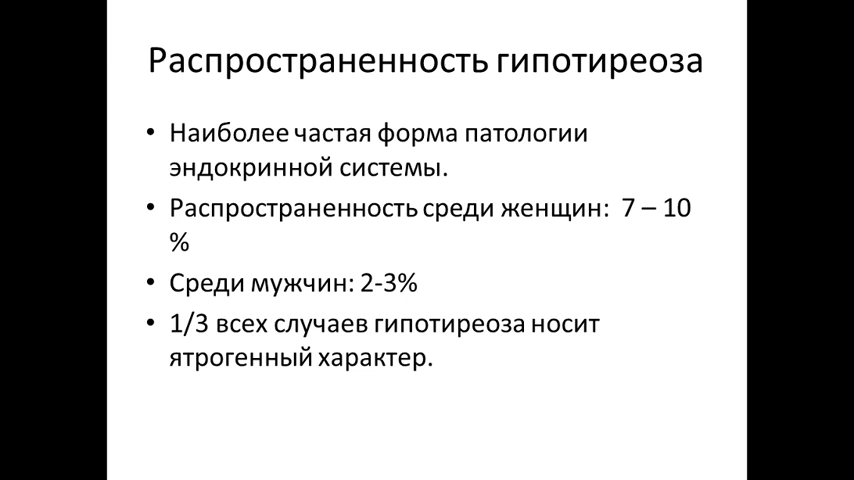 Распространенность гипотиреоза
• Наиболее частая форма патологии
эндокринной системы.
• Распространенность среди женщин: 7 – 10
%
• Среди мужчин: 2-3%
• 1/3 всех случаев гипотиреоза носит
ятрогенный характер.